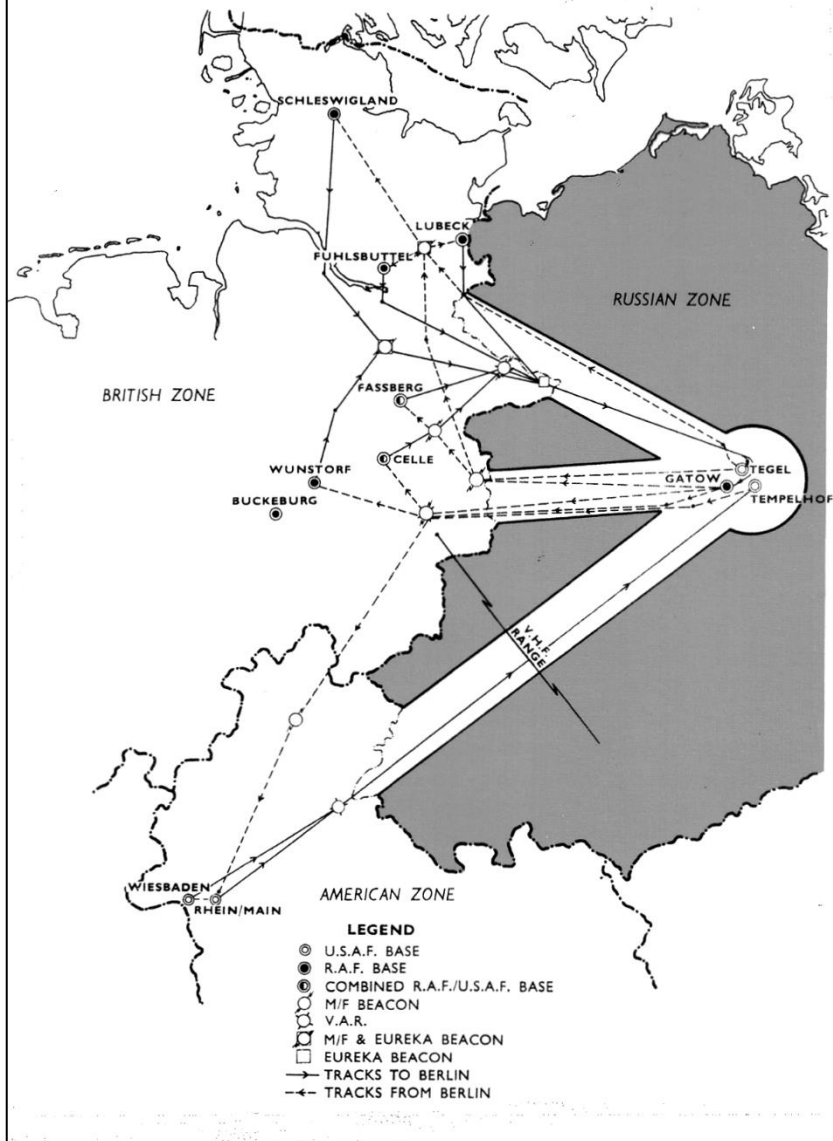 SCHLESWIGLAND
LUBECK
FUHLSBUTTEL
RUSSIAN ZONE
BRITISH ZONE
FASSBERG
CELLE
WUNSTORF
BUCKEBURG
TEGEL
GATOW
TEMPELHOF
V.H.F.
RANGE
WIESBADEN
RHEIN/MAIN
AMERICAN ZONE
LEGEND
U.S.A.F. BASE
R.A.F. BASE
COMBINED R.A.F./U.S.A.F. BASE
M/F BEACON
V.A.R.
M/F & EUREKA BEACON
EUREKA BEACON
TRACKS TO BERLIN
TRACKS FROM BERLIN